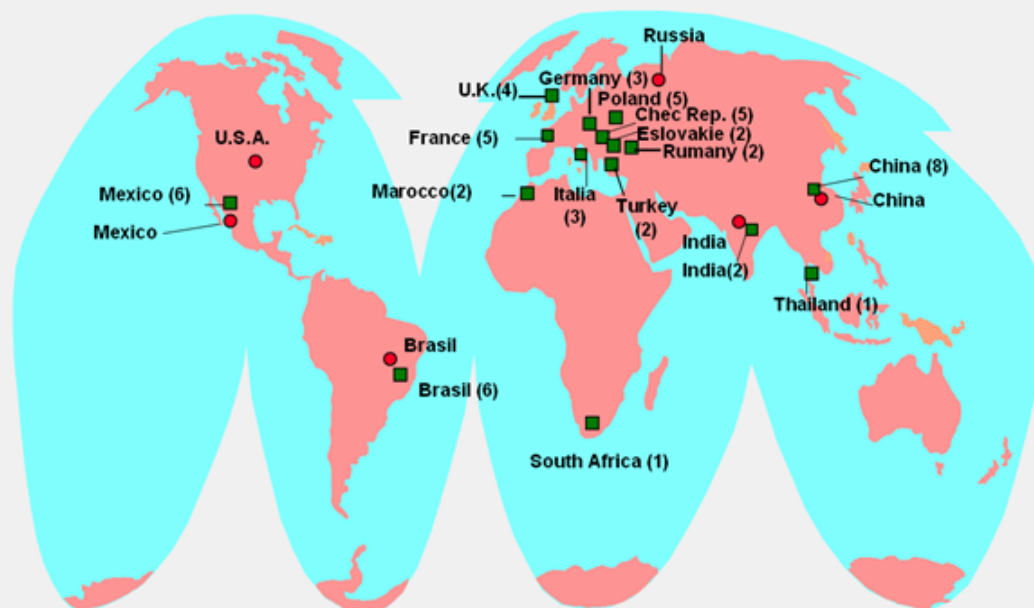 Russia
Germany (3)
U.K.(4)
Poland (5)
Chec Rep. (5)
France (5)
Eslovakie (2)
Rumany (2)
U.S.A.
China (8)
Mexico (6)
Marocco(2)
Italia
(3)
Turkey
(2)
China
Mexico
India
India(2)
Thailand (1)
Brasil
Brasil (6)
South Africa (1)